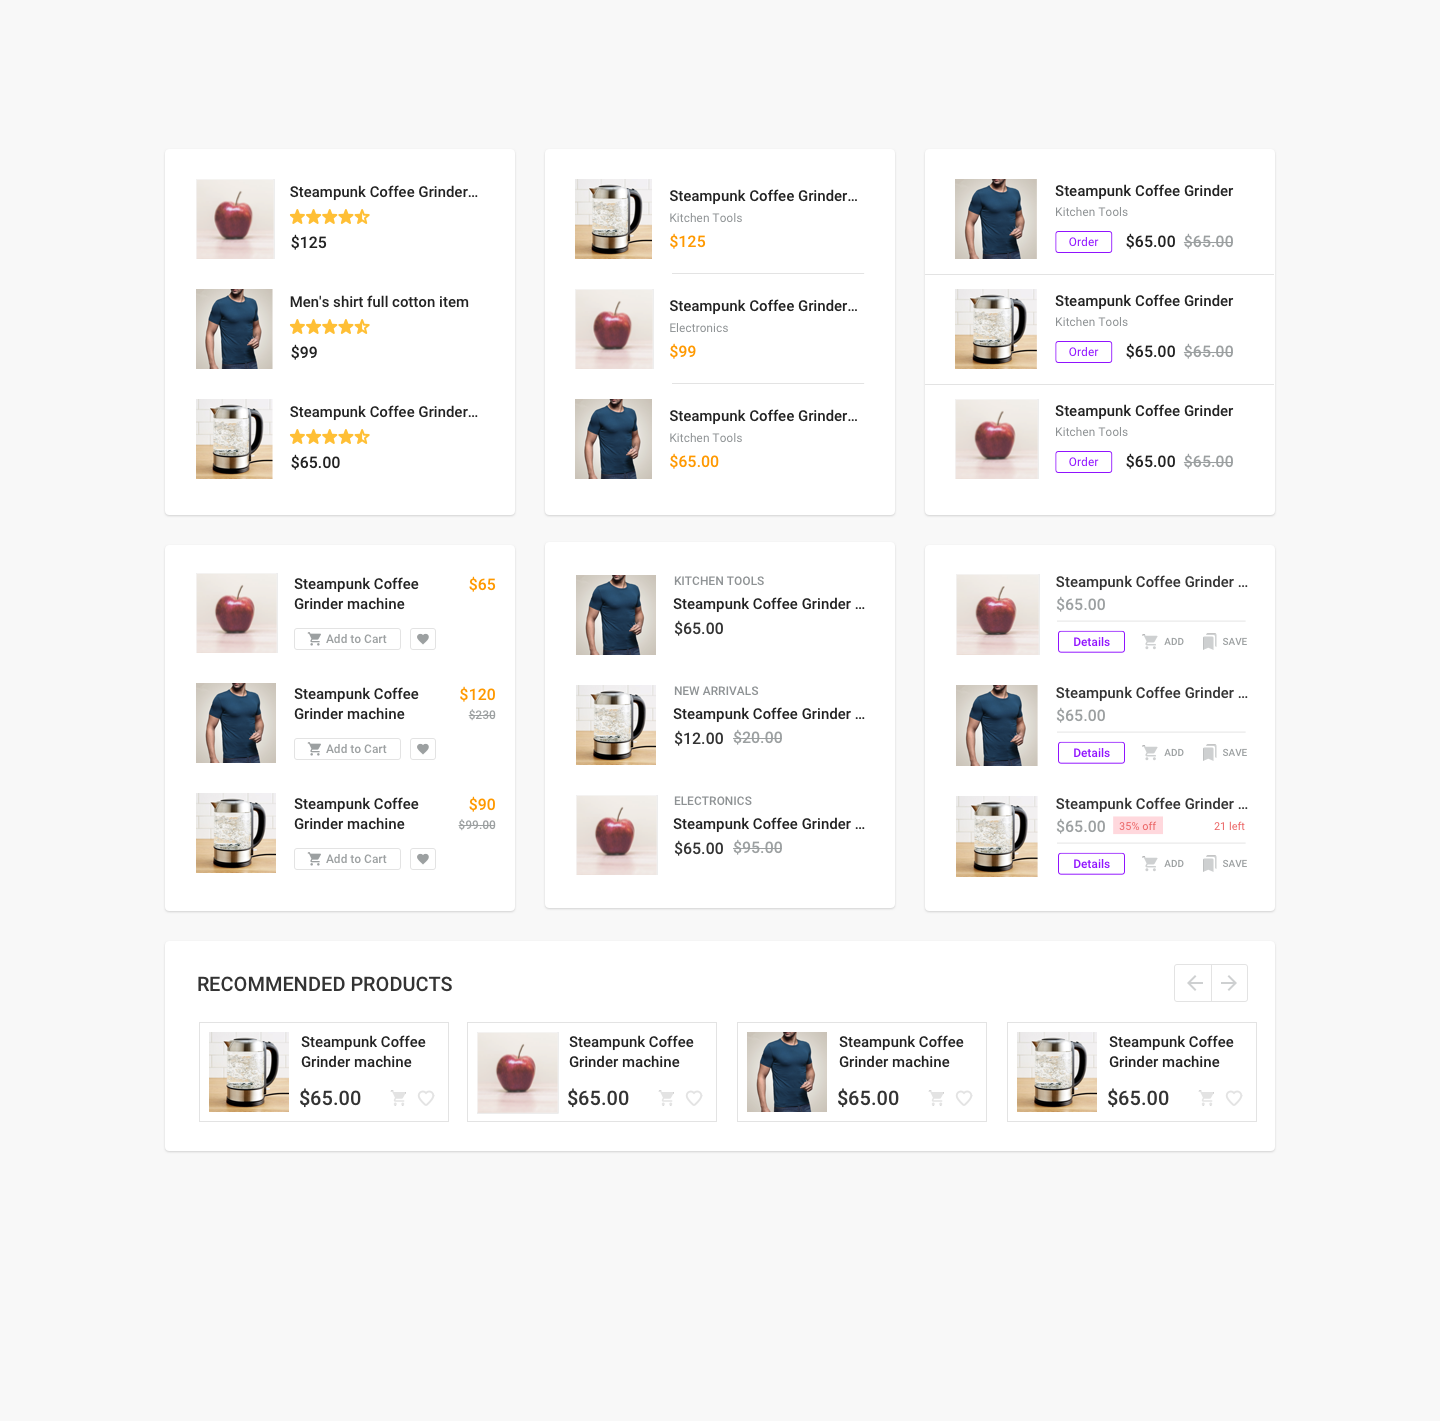 Steampunk Coffee Grinder...
$125
Men's shirt full cotton item
$99
Steampunk Coffee Grinder...
$65.00
Steampunk Coffee Grinder...
Kitchen Tools
$125
Steampunk Coffee Grinder...
Electronics
$99
Steampunk Coffee Grinder...
Kitchen Tools
$65.00
Steampunk Coffee Grinder
Kitchen Tools
Order $65.00 $65.00
Steampunk Coffee Grinder
Kitchen Tools
Order $65.00 $65.00
Steampunk Coffee Grinder
Kitchen Tools
Order $65.00 $65.00
Steampunk Coffee $65
Grinder machine
Add to Cart
Steampunk Coffee $120
Grinder machine $230
Add to Cart
Steampunk Coffee $90
Grinder machine $99.00
Add to Cart
KITCHEN TOOLS
Steampunk Coffee Grinder ...
$65.00
NEW ARRIVALS
Steampunk Coffee Grinder ...
$12.00 $20.00
ELECTRONICS
Steampunk Coffee Grinder ...
$65.00 $95.00
Steampunk Coffee Grinder ...
$65.00
Details ADD SAVE
Steampunk Coffee Grinder ...
$65.00
Details ADD SAVE
Steampunk Coffee Grinder ...
$65.00 35% off 21 left
Details ADD SAVE
RECOMMENDED PRODUCTS
Steampunk Coffee
Grinder machine
$65.00
Steampunk Coffee
Grinder machine
$65.00
Steampunk Coffee
Grinder machine
$65.00
Steampunk Coffee
Grinder machine
$65.00